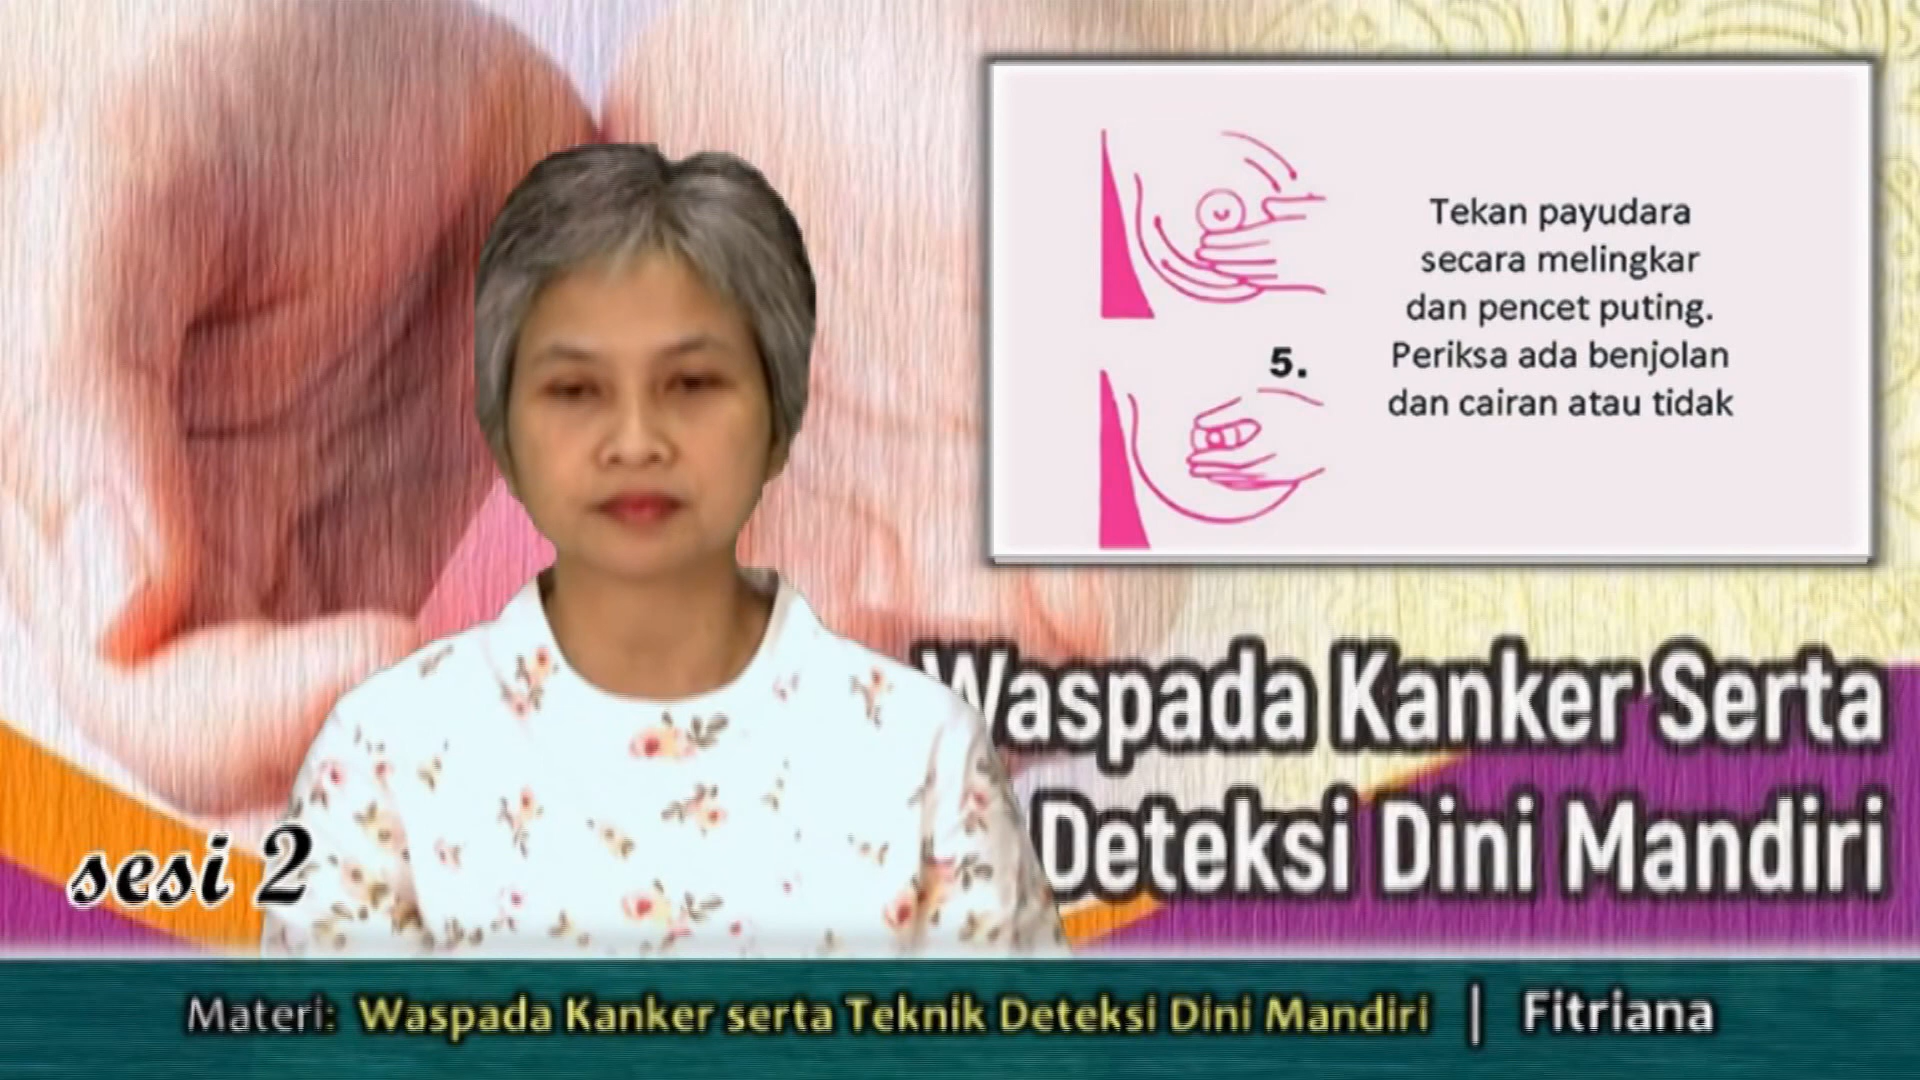 Tekan payudara
secara melingkar
dan pencet puting.
5.
Periksa ada benjolan
dan cairan atau tidak
Waspada Kanker Serta
Deteksi Dini Mandiri
sesi 2
Materi: Waspada Kanker serta Teknik Deteksi Dini Mandiri | Fitriana